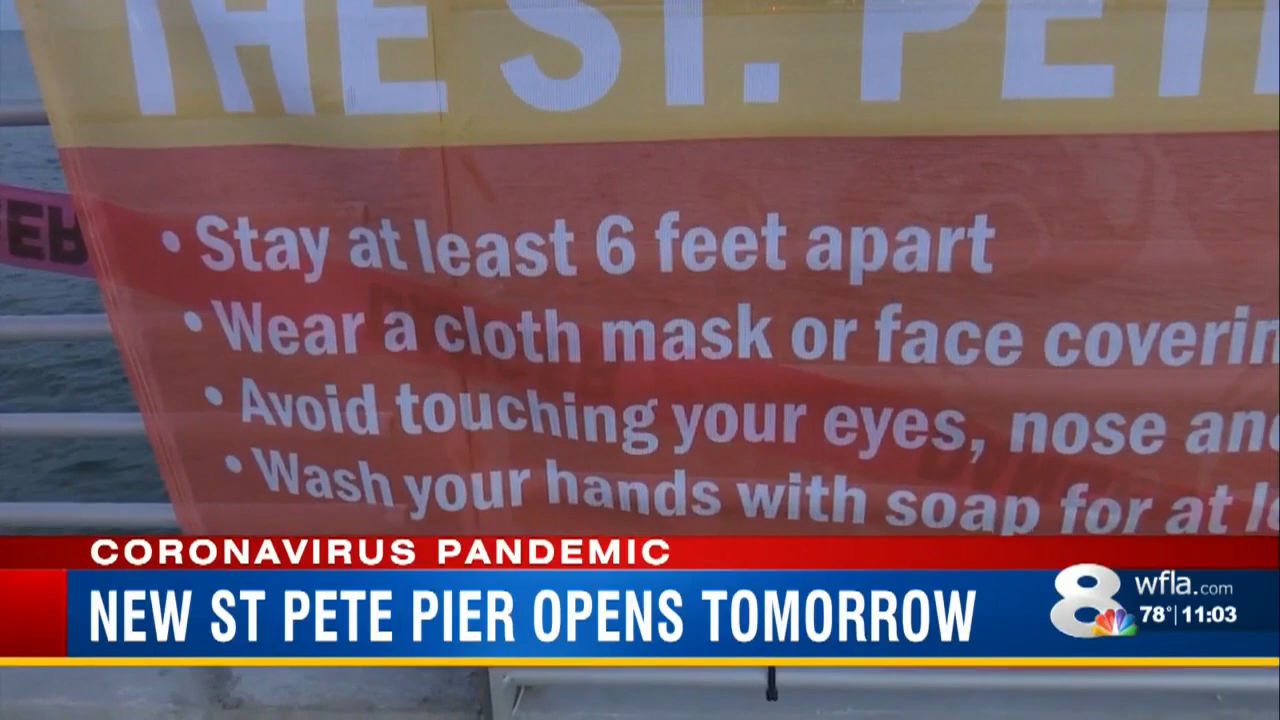 THE ST. PET
• Stay at least 6 feet apart
• Wear a cloth mask or face coverin
• Avoid touching your eyes, nose and
• Wash your hands with soap for at l
CORONAVIRUS PANDEMIC
NEW ST PETE PIER OPENS TOMORROW
8 wfla.com
78° | 11:03